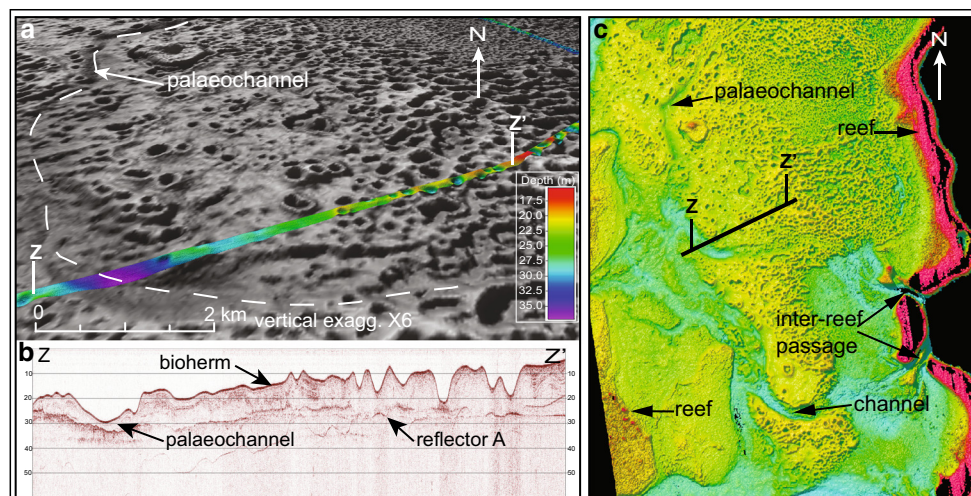 a
N
palaeochannel
Z'
Depth (m)
17.5
20.0
22.5
25.0
27.5
30.0
32.5
35.0
Z
0
2 km
vertical exagg. X6
b
Z
Z'
bioherm
10
20
30
40
50
10
20
30
40
50
palaeochannel
reflector A
c
N
palaeochannel
reef
Z'
Z
inter-reef
passage
reef
channel